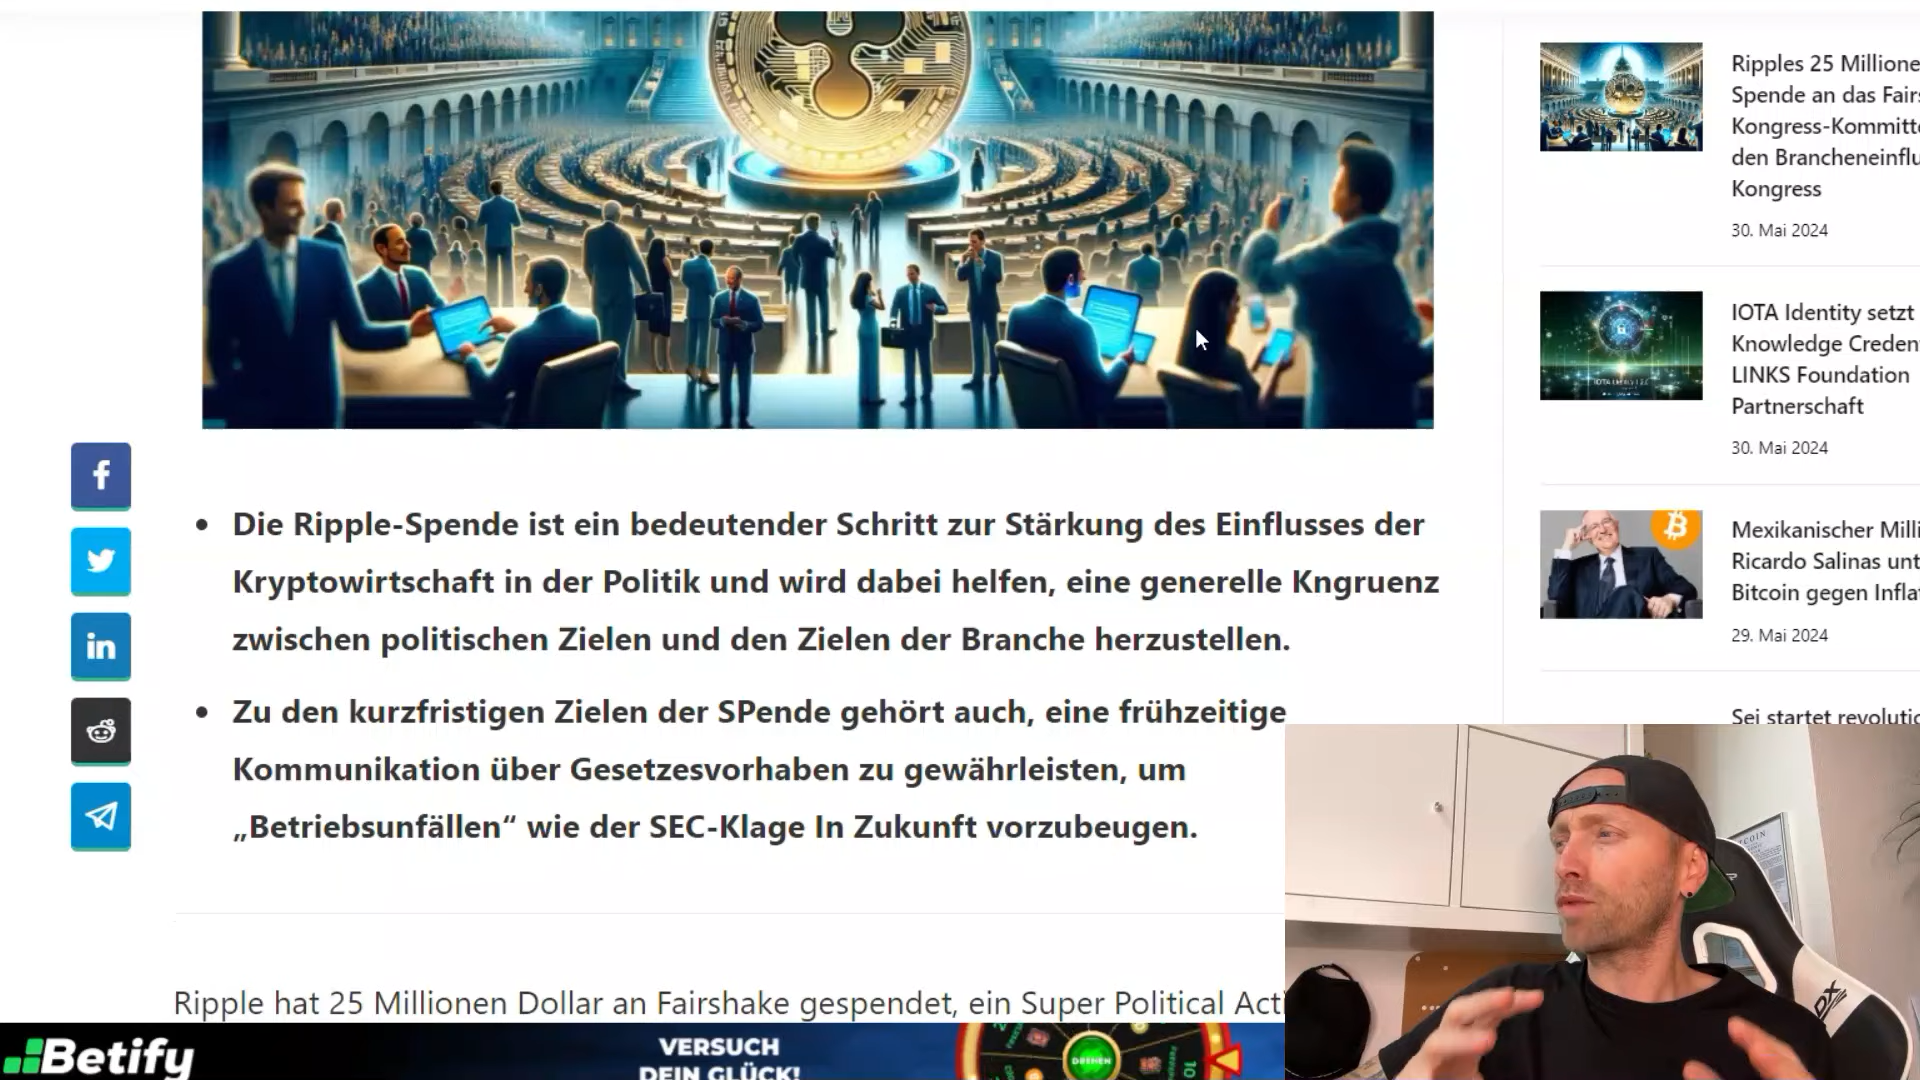 Die Ripple-Spende ist ein bedeutender Schritt zur Stärkung des Einflusses der
Kryptowirtschaft in der Politik und wird dabei helfen, eine generelle Kngruenz
zwischen politischen Zielen und den Zielen der Branche herzustellen.
Zu den kurzfristigen Zielen der SPende gehört auch, eine frühzeitige
Kommunikation über Gesetzesvorhaben zu gewährleisten, um
„Betriebsunfällen“ wie der SEC-Klage In Zukunft vorzubeugen.
Ripple hat 25 Millionen Dollar an Fairshake gespendet, ein Super Political Acti
Ripples 25 Millione
Spende an das Fairs
Kongress-Kommitte
den Brancheneinflu
Kongress
30. Mai 2024
IOTA Identity setzt
Knowledge Creden
LINKS Foundation
Partnerschaft
30. Mai 2024
Mexikanischer Milli
Ricardo Salinas unt
Bitcoin gegen Infla
29. Mai 2024
Sei startet revolutio
Betify
VERSUCH
DEIN GLÜCK!
DREHEN